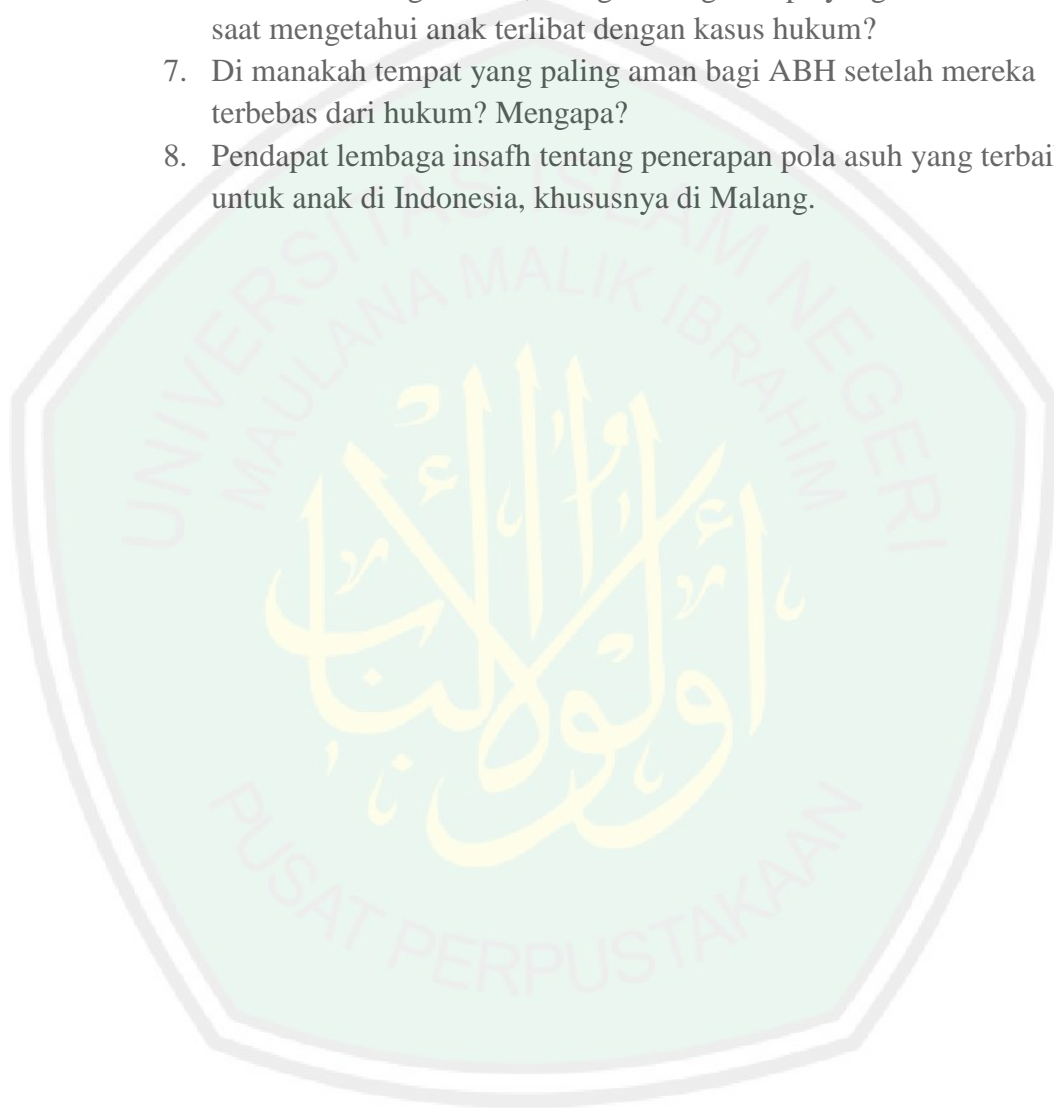 saat mengetahui anak terlibat dengan kasus hukum?
7. Di manakah tempat yang paling aman bagi ABH setelah mereka
terbebas dari hukum? Mengapa?
8. Pendapat lembaga insafh tentang penerapan pola asuh yang terbai
untuk anak di Indonesia, khususnya di Malang.
UNIVERSITAS ISLAM NEGERI
MAULANA MALIK IBRAHIM
PUSAT PERPUSTAKAAN